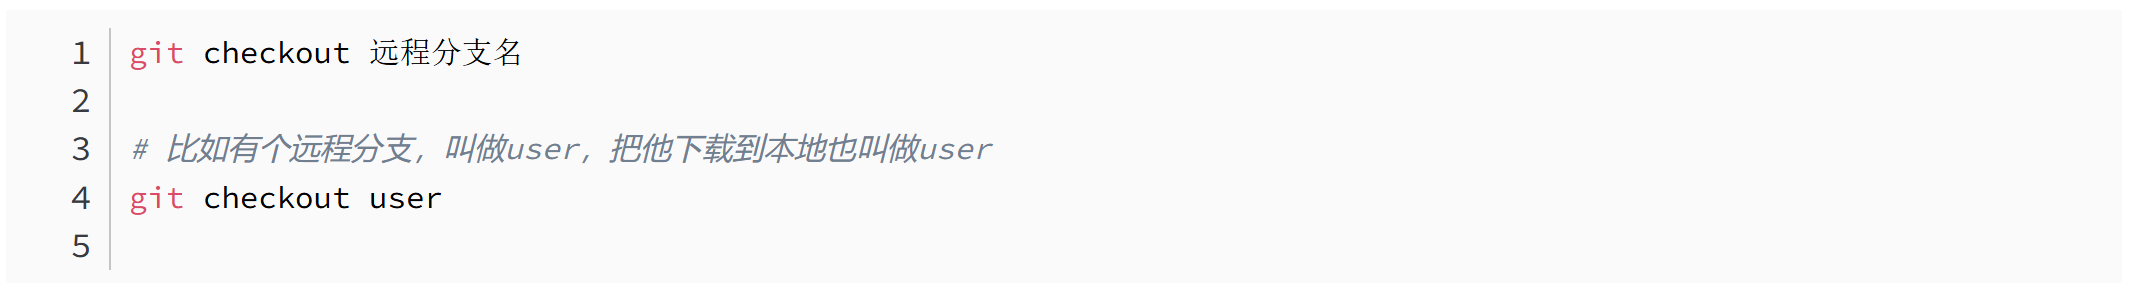 1 git checkout 远程分支名
2
3 # 比如有个远程分支，叫做user，把他下载到本地也叫做user
4 git checkout user
5